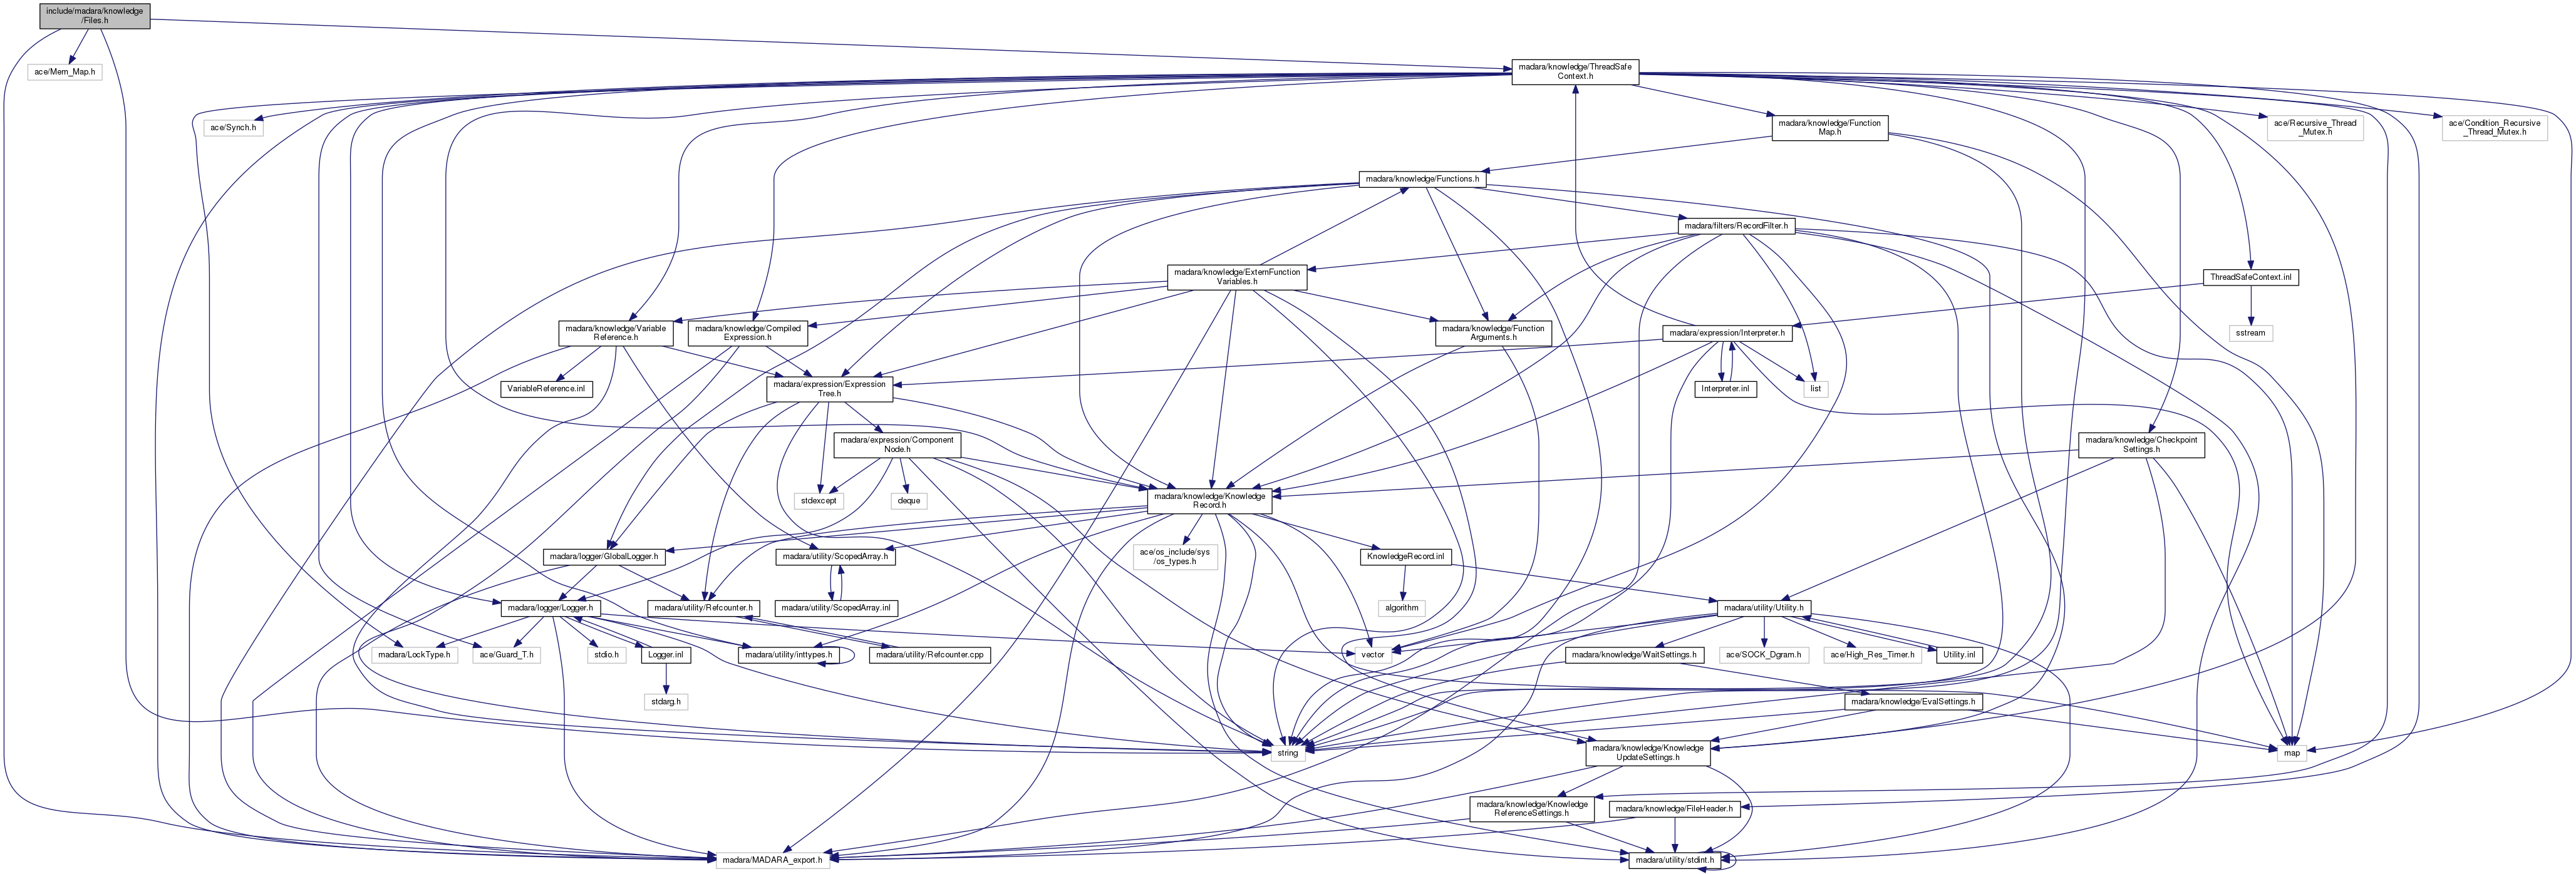 include/madara/knowledge
/Files.h
ace/Mem_Map.h
madara/knowledge/ThreadSafe
Context.h
ace/Synch.h
madara/knowledge/Function
Map.h
ace/Recursive_Thread
_Mutex.h
ace/Condition_Recursive
_Thread_Mutex.h
madara/knowledge/Functions.h
madara/filters/RecordFilter.h
madara/knowledge/ExternFunction
Variables.h
ThreadSafeContext.inl
madara/knowledge/Variable
Reference.h
madara/knowledge/Compiled
Expression.h
madara/knowledge/Function
Arguments.h
madara/expression/Interpreter.h
sstream
VariableReference.inl
madara/expression/Expression
Tree.h
Interpreter.inl
list
madara/expression/Component
Node.h
madara/knowledge/Checkpoint
Settings.h
stdexcept
deque
madara/knowledge/Knowledge
Record.h
madara/logger/GlobalLogger.h
madara/utility/ScopedArray.h
ace/os_include/sys
/os_types.h
KnowledgeRecord.inl
madara/logger/Logger.h
madara/utility/Refcounter.h
madara/utility/ScopedArray.inl
algorithm
madara/utility/Utility.h
madara/LockType.h
ace/Guard_T.h
stdio.h
Logger.inl
madara/utility/inttypes.h
madara/utility/Refcounter.cpp
vector
madara/knowledge/WaitSettings.h
ace/SOCK_Dgram.h
ace/High_Res_Timer.h
Utility.inl
stdarg.h
madara/knowledge/EvalSettings.h
string
madara/knowledge/Knowledge
UpdateSettings.h
map
madara/knowledge/Knowledge
ReferenceSettings.h
madara/knowledge/FileHeader.h
madara/MADARA_export.h
madara/utility/stdint.h